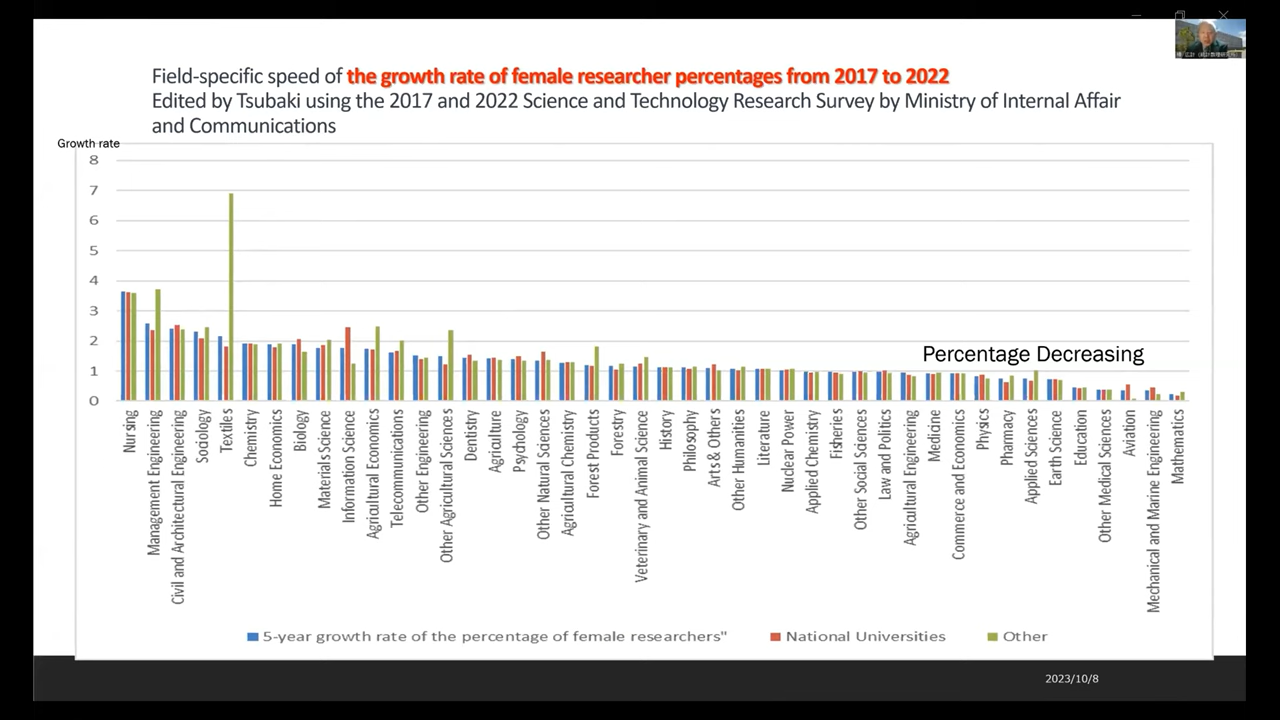 Field-specific speed of the growth rate of female researcher percentages from 2017 to 2022
Edited by Tsubaki using the 2017 and 2022 Science and Technology Research Survey by Ministry of Internal Affair
and Communications
Growth rate
8
7
6
5
4
3
2
1
0
Percentage Decreasing
Nursing
Management Engineering
Civil and Architectural Engineering
Sociology
Textiles
Chemistry
Home Economics
Biology
Materials Science
Information Science
Agricultural Economics
Telecommunications
Other Engineering
Other Agricultural Sciences
Dentistry
Agriculture
Psychology
Other Natural Sciences
Agricultural Chemistry
Forest Products
Forestry
Veterinary and Animal Science
History
Philosophy
Arts & Others
Other Humanities
Literature
Nuclear Power
Applied Chemistry
Fisheries
Other Social Sciences
Law and Politics
Agricultural Engineering
Medicine
Commerce and Economics
Physics
Pharmacy
Applied Sciences
Earth Science
Education
Other Medical Sciences
Aviation
Mechanical and Marine Engineering
Mathematics
5-year growth rate of the percentage of female researchers"
National Universities
Other
2023/10/8